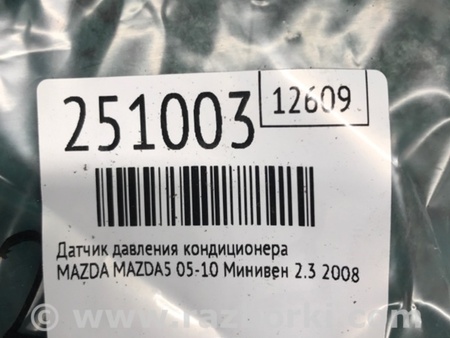 251003
12609
Датчик давления кондиционера
MAZDA MAZDA5 05-10 Минивен 2.3 2008